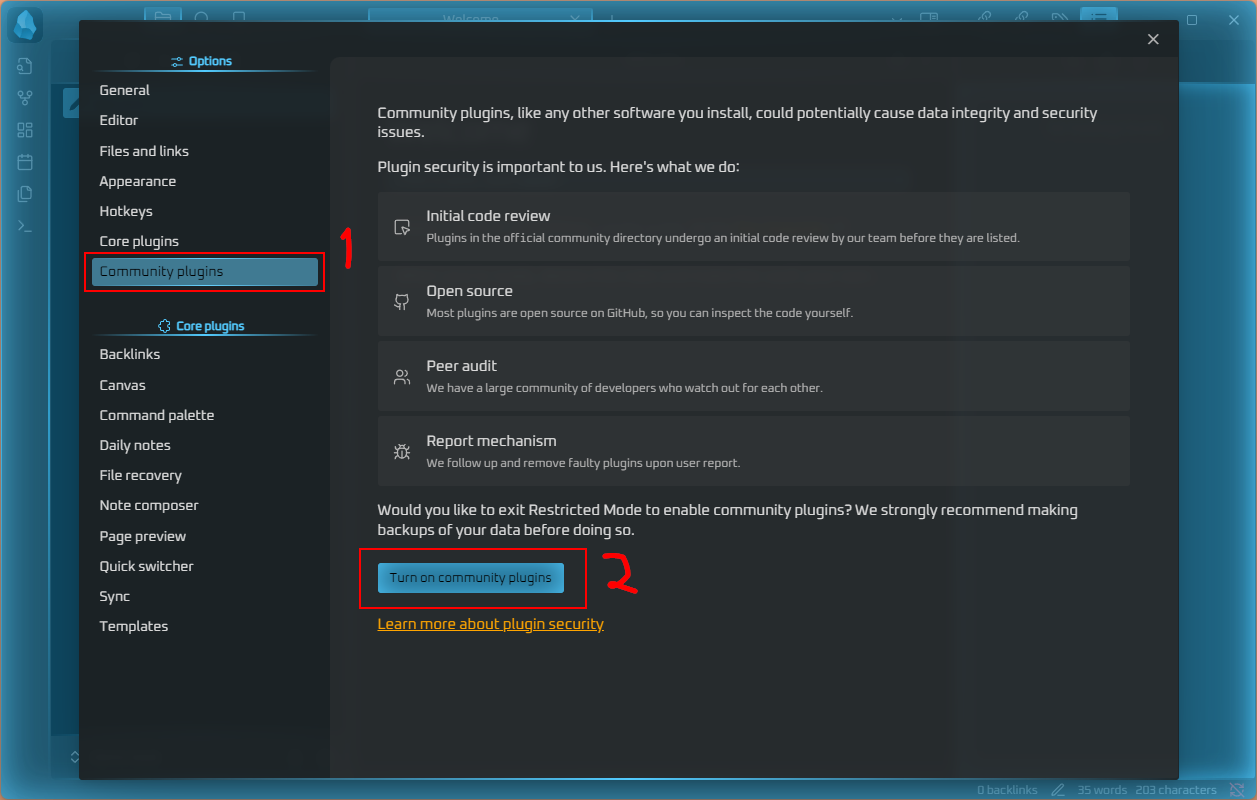 Welcome
Options
General
Editor
Files and links
Appearance
Hotkeys
Core plugins
Community plugins
1
Core plugins
Backlinks
Canvas
Command palette
Daily notes
File recovery
Note composer
Page preview
Quick switcher
Sync
Templates
Community plugins, like any other software you install, could potentially cause data integrity and security
issues.
Plugin security is important to us. Here's what we do:
Initial code review
Plugins in the official community directory undergo an initial code review by our team before they are listed.
Open source
Most plugins are open source on GitHub, so you can inspect the code yourself.
Peer audit
We have a large community of developers who watch out for each other.
Report mechanism
We follow up and remove faulty plugins upon user report.
Would you like to exit Restricted Mode to enable community plugins? We strongly recommend making
backups of your data before doing so.
Turn on community plugins
2
Learn more about plugin security
0 backlinks 35 words 203 characters